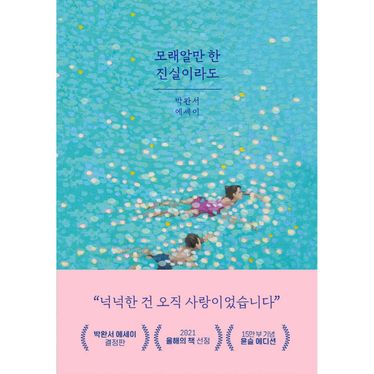 모래알만 한
진실이라도
박완서
에세이
“넉넉한 건 오직 사랑이었습니다”
박완서 에세이
결정판
2021
올해의 책 선정
15만 부 기념
윤슬 에디션